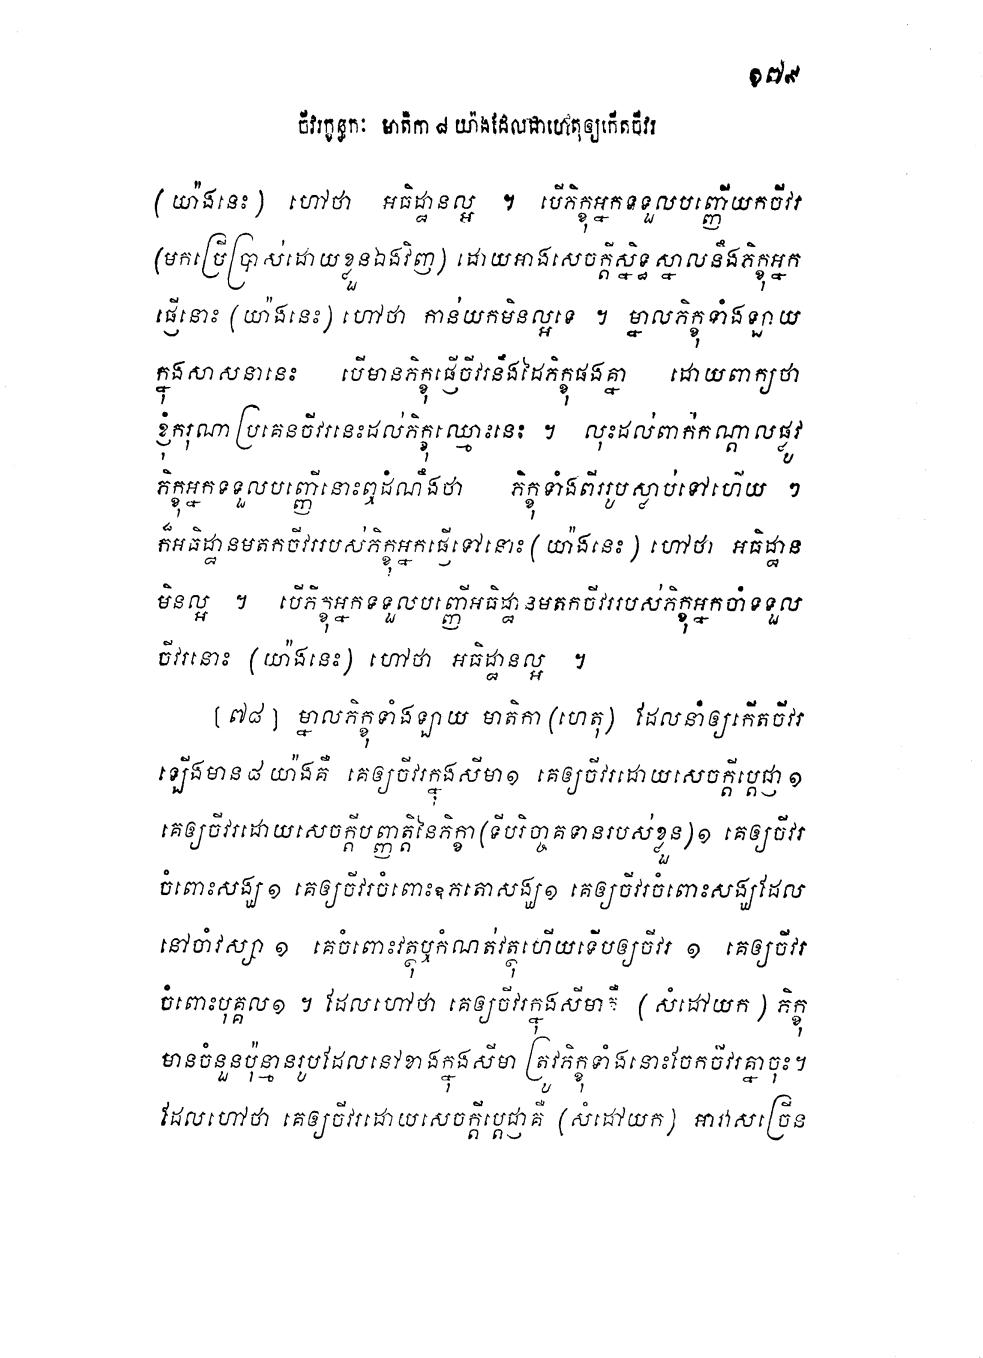 ១៧៩
ចីវរក្ខន្ធកៈ មាតិកា ៨ យ៉ាងដែលជាហេតុឲ្យកើតចីវរ
(យ៉ាងនេះ) ហៅថា អធិដ្ឋានល្អ ។ បើភិក្ខុអ្នកទទួលបញ្ញើយកចីវរ
(មកប្រើប្រាស់ដោយខ្លួនឯងវិញ) ដោយអាងសេចក្តីស្និទ្ធស្នាលនឹងភិក្ខុអ្នក
ផ្ញើនោះ (យ៉ាងនេះ) ហៅថា កាន់យកមិនល្អទេ ។ ម្នាលភិក្ខុទាំងឡាយ
ក្នុងសាសនានេះ បើមានភិក្ខុផ្ញើចីវរនឹងដៃភិក្ខុផងគ្នា ដោយពាក្យថា
ខ្ញុំករុណាប្រគេនចីវរនេះដល់ភិក្ខុឈ្មោះនេះ ។ លុះដល់ពាក់កណ្តាលផ្លូវ
ភិក្ខុអ្នកទទួលបញ្ញើនោះឮដំណឹងថា ភិក្ខុទាំងពីររូបស្លាប់ទៅហើយ ៗ
ក៏អធិដ្ឋានមតកចីវររបស់ភិក្ខុអ្នកផ្ញើទៅនោះ (យ៉ាងនេះ) ហៅថា អធិដ្ឋាន
មិនល្អ ។ បើភិក្ខុអ្នកទទួលបញ្ញើអធិដ្ឋានមតកចីវររបស់ភិក្ខុអ្នកចាំទទួល
ចីវរនោះ (យ៉ាងនេះ) ហៅថា អធិដ្ឋានល្អ ។
[៧៨] ម្នាលភិក្ខុទាំងឡាយ មាតិកា (ហេតុ) ដែលនាំឲ្យកើតចីវរ
ឡើងមាន៨យ៉ាងគឺ គេឲ្យចីវរក្នុងសីមា១ គេឲ្យចីវរដោយសេចក្តីប្តេជ្ញា១
គេឲ្យចីវរដោយសេចក្តីបញ្ញត្តិនៃភិក្ខា(ទីបរិច្ចាគទានរបស់ខ្លួន)១ គេឲ្យចីវរ
ចំពោះសង្ឃ១ គេឲ្យចីវរចំពោះឧភតោសង្ឃ១ គេឲ្យចីវរចំពោះសង្ឃដែល
នៅចាំវស្សា ១ គេចំពោះវត្ថុឬកំណត់វត្ថុហើយទើបឲ្យចីវរ ១ គេឲ្យចីវរ
ចំពោះបុគ្គល១ ។ ដែលហៅថា គេឲ្យចីវរក្នុងសីមាគឺ (សំដៅយក) ភិក្ខុ
មានចំនួនប៉ុន្មានរូបដែលនៅខាងក្នុងសីមា ត្រូវភិក្ខុទាំងនោះចែកចីវរគ្នាចុះ។
ដែលហៅថា គេឲ្យចីវរដោយសេចក្តីប្តេជ្ញាគឺ (សំដៅយក) អាវាសច្រើន